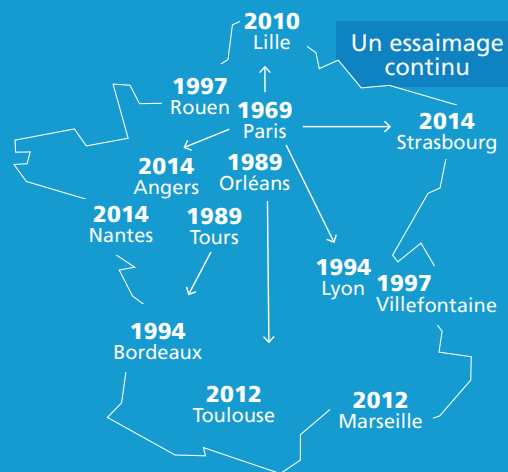 2010
Lille
Un essaimage
continu
1997
Rouen
1969
Paris
2014
Strasbourg
2014
Angers
1989
Orléans
2014
Nantes
1989
Tours
1994
Lyon
1997
Villefontaine
1994
Bordeaux
2012
Toulouse
2012
Marseille